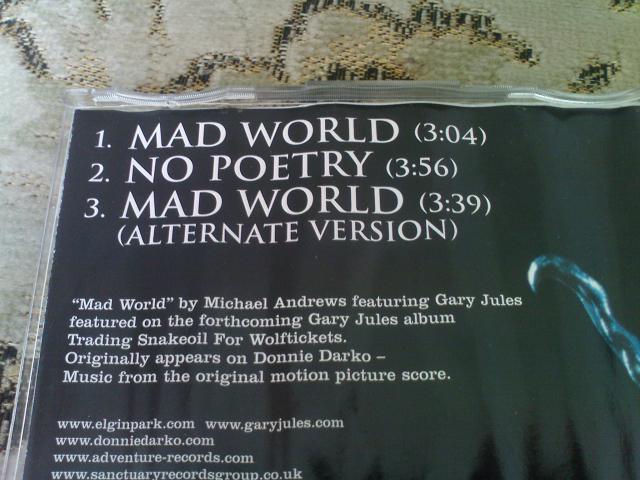 1. MAD WORLD (3:04)
2. NO POETRY (3:56)
3. MAD WORLD (3:39)
(ALTERNATE VERSION)
"Mad World" by Michael Andrews featuring Gary Jules
featured on the forthcoming Gary Jules album
Trading Snakeoil For Wolftickets.
Originally appears on Donnie Darko –
Music from the original motion picture score.
www.elginpark.com www.garyjules.com
www.donniedarko.com
www.adventure-records.com
www.sanctuaryrecordsgroup.co.uk